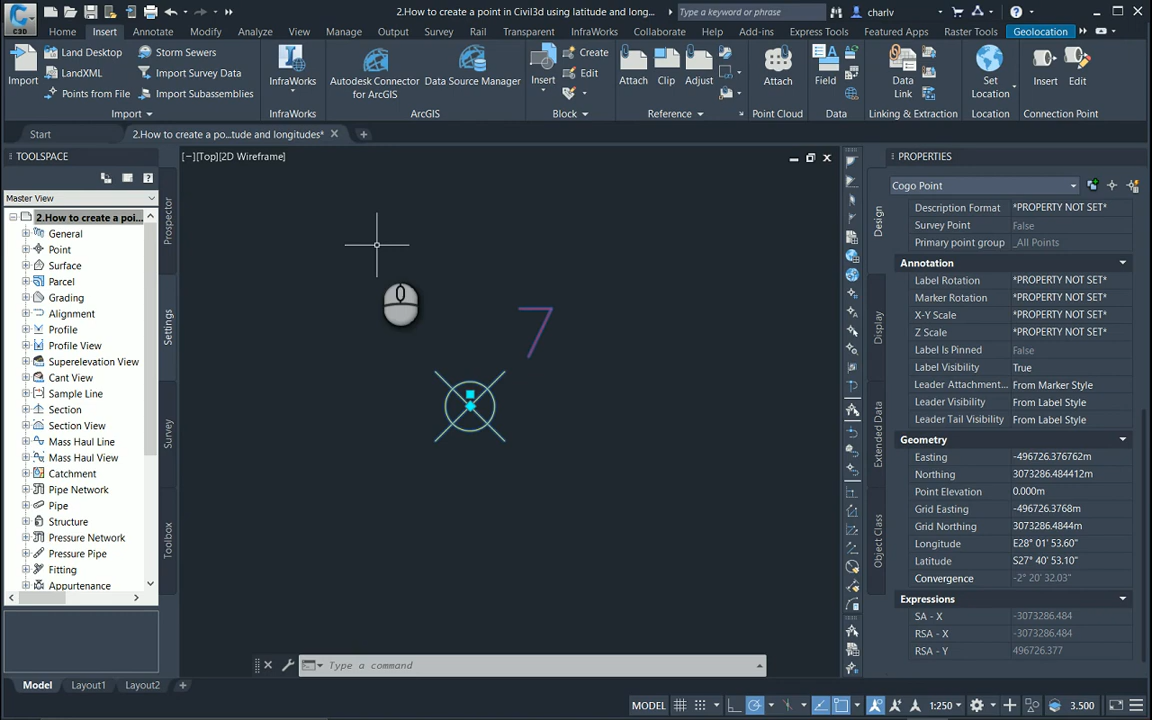 2.How to create a point in Civil3d using latitude and long...
Type a keyword or phrase
charlv
C3D
Home Insert Annotate Modify Analyze View Manage Output Survey Rail Transparent InfraWorks Collaborate Help Add-ins Express Tools Featured Apps Raster Tools Geolocation
Import
Land Desktop
LandXML
Points from File
Storm Sewers
Import Survey Data
Import Subassemblies
InfraWorks
Autodesk Connector
for ArcGIS
Data Source Manager
Insert
Create
Edit
Attach
Clip
Adjust
Attach
Field
Data
Link
Set
Location
Insert
Edit
Import InfraWorks ArcGIS Block Reference Point Cloud Data Linking & Extraction Location Connection Point
Start
2.How to create a po...tude and longitudes*
TOOLSPACE
Master View
2.How to create a poi...
General
Point
Surface
Parcel
Grading
Alignment
Profile
Profile View
Superelevation View
Cant View
Sample Line
Section
Section View
Mass Haul Line
Mass Haul View
Catchment
Pipe Network
Pipe
Structure
Pressure Network
Pressure Pipe
Fitting
Appurtenance
Prospector
Settings
Survey
Toolbox
[−][Top][2D Wireframe]
7
Type a command
PROPERTIES
Cogo Point
Design
Display
Extended Data
Object Class
Description Format *PROPERTY NOT SET*
Survey Point False
Primary point group _All Points
Annotation
Label Rotation *PROPERTY NOT SET*
Marker Rotation *PROPERTY NOT SET*
X-Y Scale *PROPERTY NOT SET*
Z Scale *PROPERTY NOT SET*
Label Is Pinned False
Label Visibility True
Leader Attachment... From Marker Style
Leader Visibility From Label Style
Leader Tail Visibility From Label Style
Geometry
Easting -496726.376762m
Northing 3073286.484412m
Point Elevation 0.000m
Grid Easting -496726.3768m
Grid Northing 3073286.4844m
Longitude E28° 01' 53.60"
Latitude S27° 40' 53.10"
Convergence -2° 20' 32.03"
Expressions
SA - X -3073286.484
RSA - X -3073286.484
RSA - Y 496726.377
Model Layout1 Layout2
MODEL
1:250
3.500